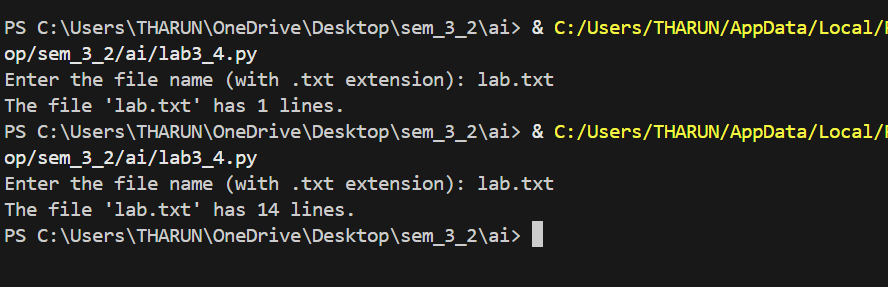 PS C:\Users\THARUN\OneDrive\Desktop\sem_3_2\ai> & C:/Users/THARUN/AppData/Local/
op/sem_3_2/ai/lab3_4.py
Enter the file name (with .txt extension): lab.txt
The file 'lab.txt' has 1 lines.
PS C:\Users\THARUN\OneDrive\Desktop\sem_3_2\ai> & C:/Users/THARUN/AppData/Local/
op/sem_3_2/ai/lab3_4.py
Enter the file name (with .txt extension): lab.txt
The file 'lab.txt' has 14 lines.
PS C:\Users\THARUN\OneDrive\Desktop\sem_3_2\ai>